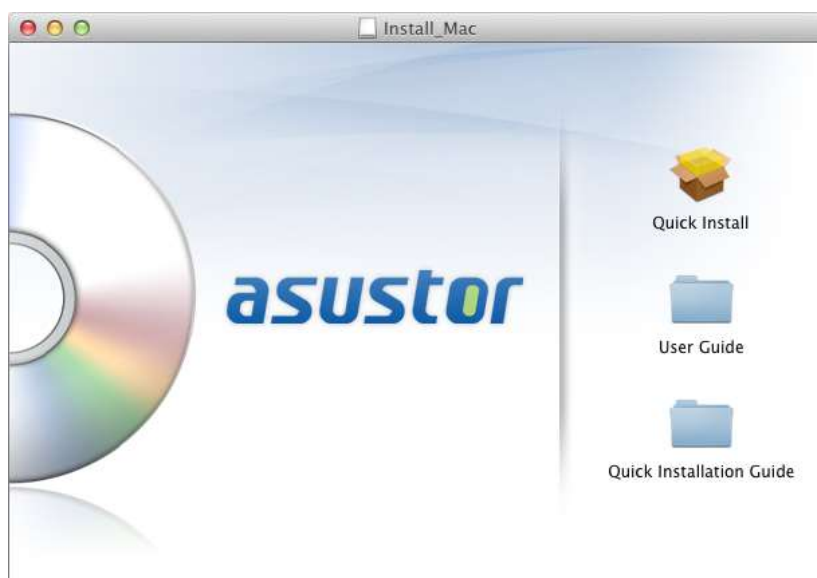 Install_Mac
asustor
Quick Install
User Guide
Quick Installation Guide